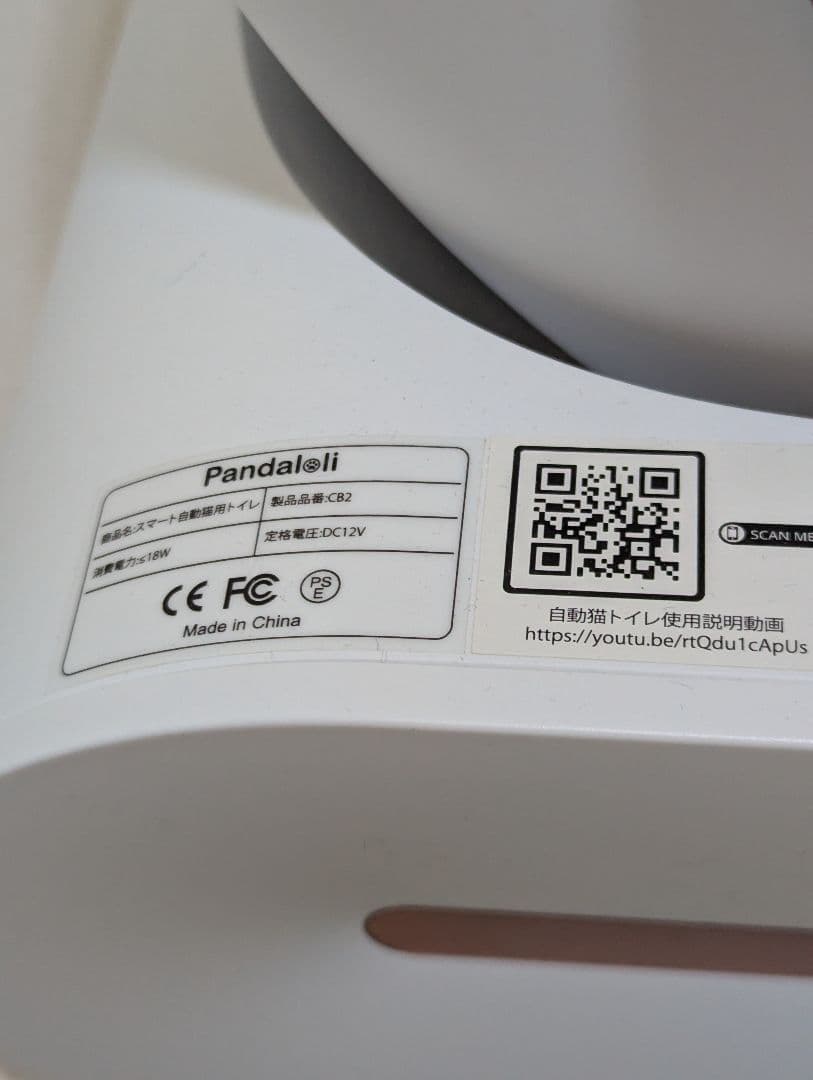 Pandaloli
商品名:スマート自動猫用トイレ
製品品番:CB2
消費電力:≤18W
定格電圧:DC12V
CE FC PSE
Made in China
SCAN ME
自動猫トイレ使用説明動画
https://youtu.be/rtQdu1cApUs